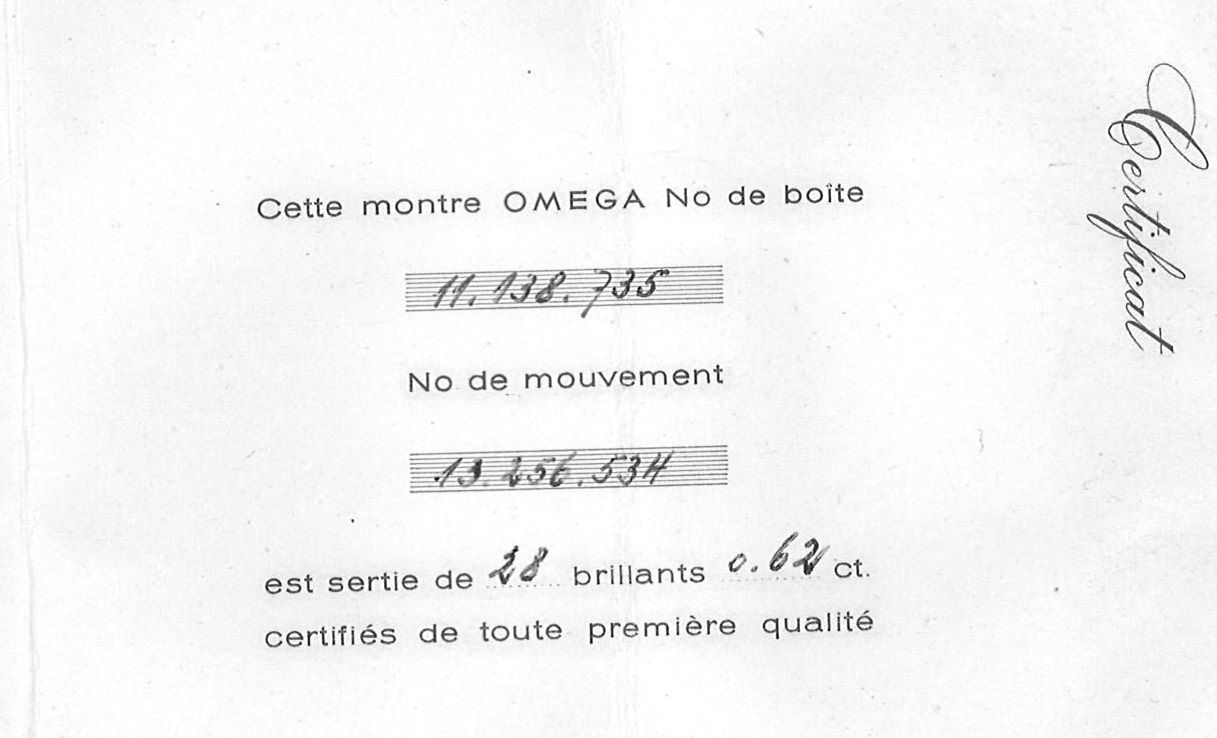 Certificat
Cette montre OMEGA No de boîte
11.138.735
No de mouvement
19.256.534
est sertie de 28 brillants 0.62 ct.
certifiés de toute première qualité